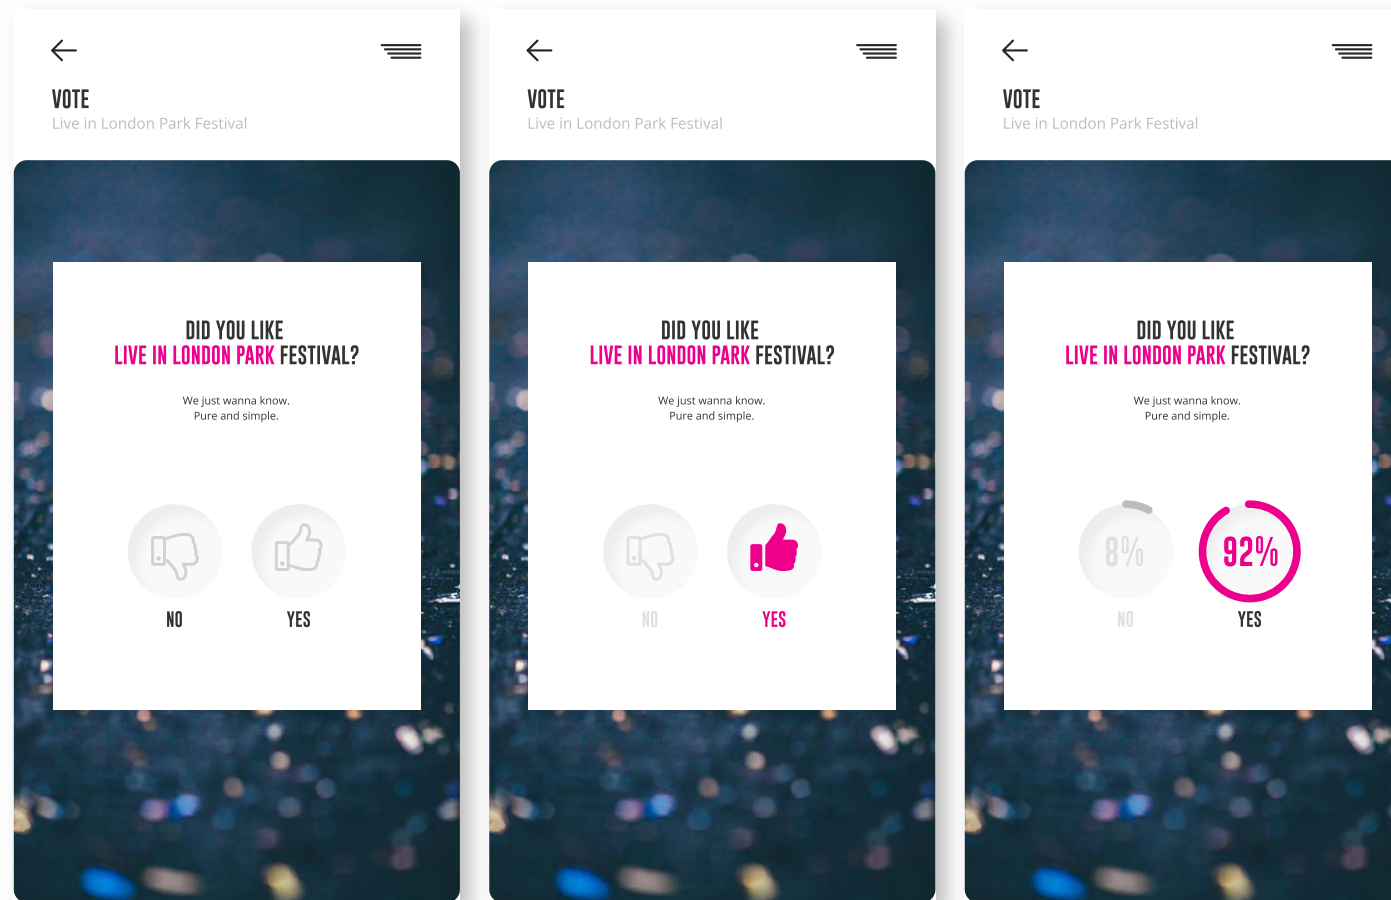 VOTE
Live in London Park Festival
DID YOU LIKE
LIVE IN LONDON PARK FESTIVAL?
We just wanna know.
Pure and simple.
NO
YES
VOTE
Live in London Park Festival
DID YOU LIKE
LIVE IN LONDON PARK FESTIVAL?
We just wanna know.
Pure and simple.
NO
YES
VOTE
Live in London Park Festival
DID YOU LIKE
LIVE IN LONDON PARK FESTIVAL?
We just wanna know.
Pure and simple.
8%
92%
NO
YES